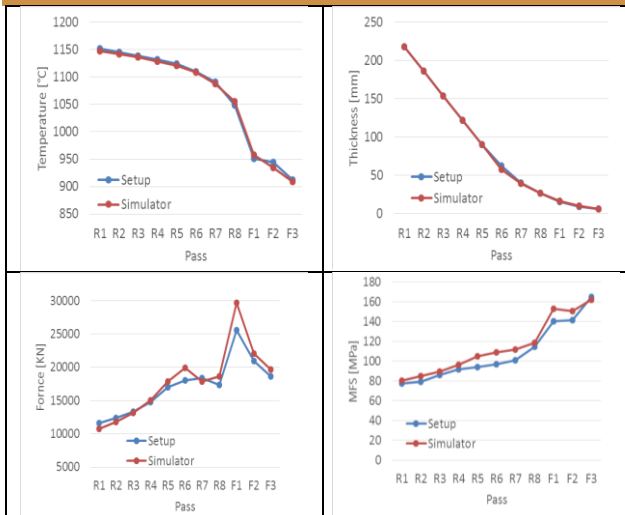 1200
1150
1100
1050
1000
950
900
850
Temperature [°C]
Setup
Simulator
R1 R2 R3 R4 R5 R6 R7 R8 F1 F2 F3
Pass
250
200
150
100
50
0
Thickness [mm]
Setup
Simulator
R1 R2 R3 R4 R5 R6 R7 R8 F1 F2 F3
Pass
30000
25000
20000
15000
10000
5000
Fornce [KN]
Setup
Simulator
R1 R2 R3 R4 R5 R6 R7 R8 F1 F2 F3
Pass
180
160
140
120
100
80
60
40
20
0
MFS [MPa]
Setup
Simulator
R1 R2 R3 R4 R5 R6 R7 R8 F1 F2 F3
Pass